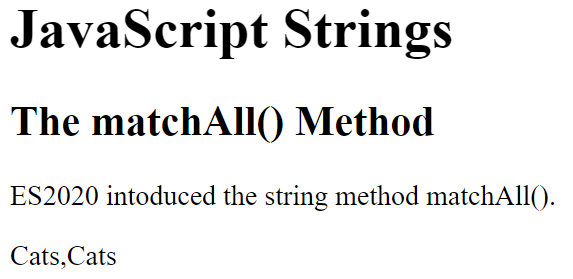 JavaScript Strings
The matchAll() Method
ES2020 intoduced the string method matchAll().
Cats,Cats